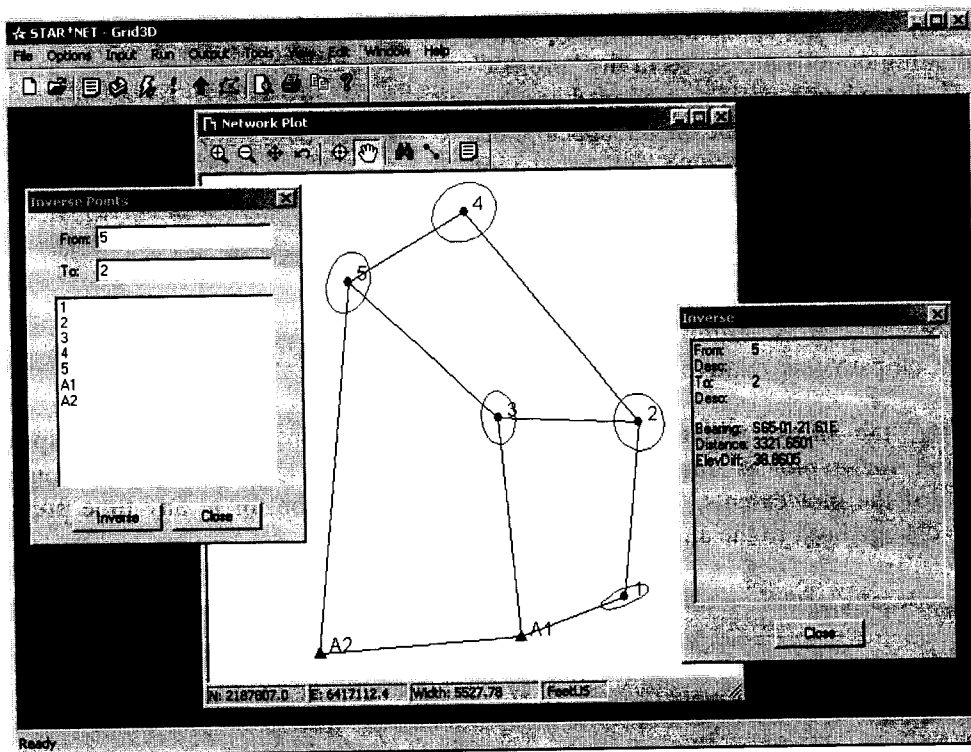 STAR*NET - Grid3D
File Options Input Run Output Tools View Edit Window Help
Network Plot
4
5
3
2
1
A2
A1
N: 2187807.0 E: 6417112.4 Width: 5527.78 FeetUS
Inverse Points
From: 5
To: 2
1
2
3
4
5
A1
A2
Inverse Close
Inverse
From: 5
Desc:
To: 2
Desc:
Bearing: S65-01-21.61E
Distance: 3321.6501
ElevDiff: 38.8605
Close
Ready